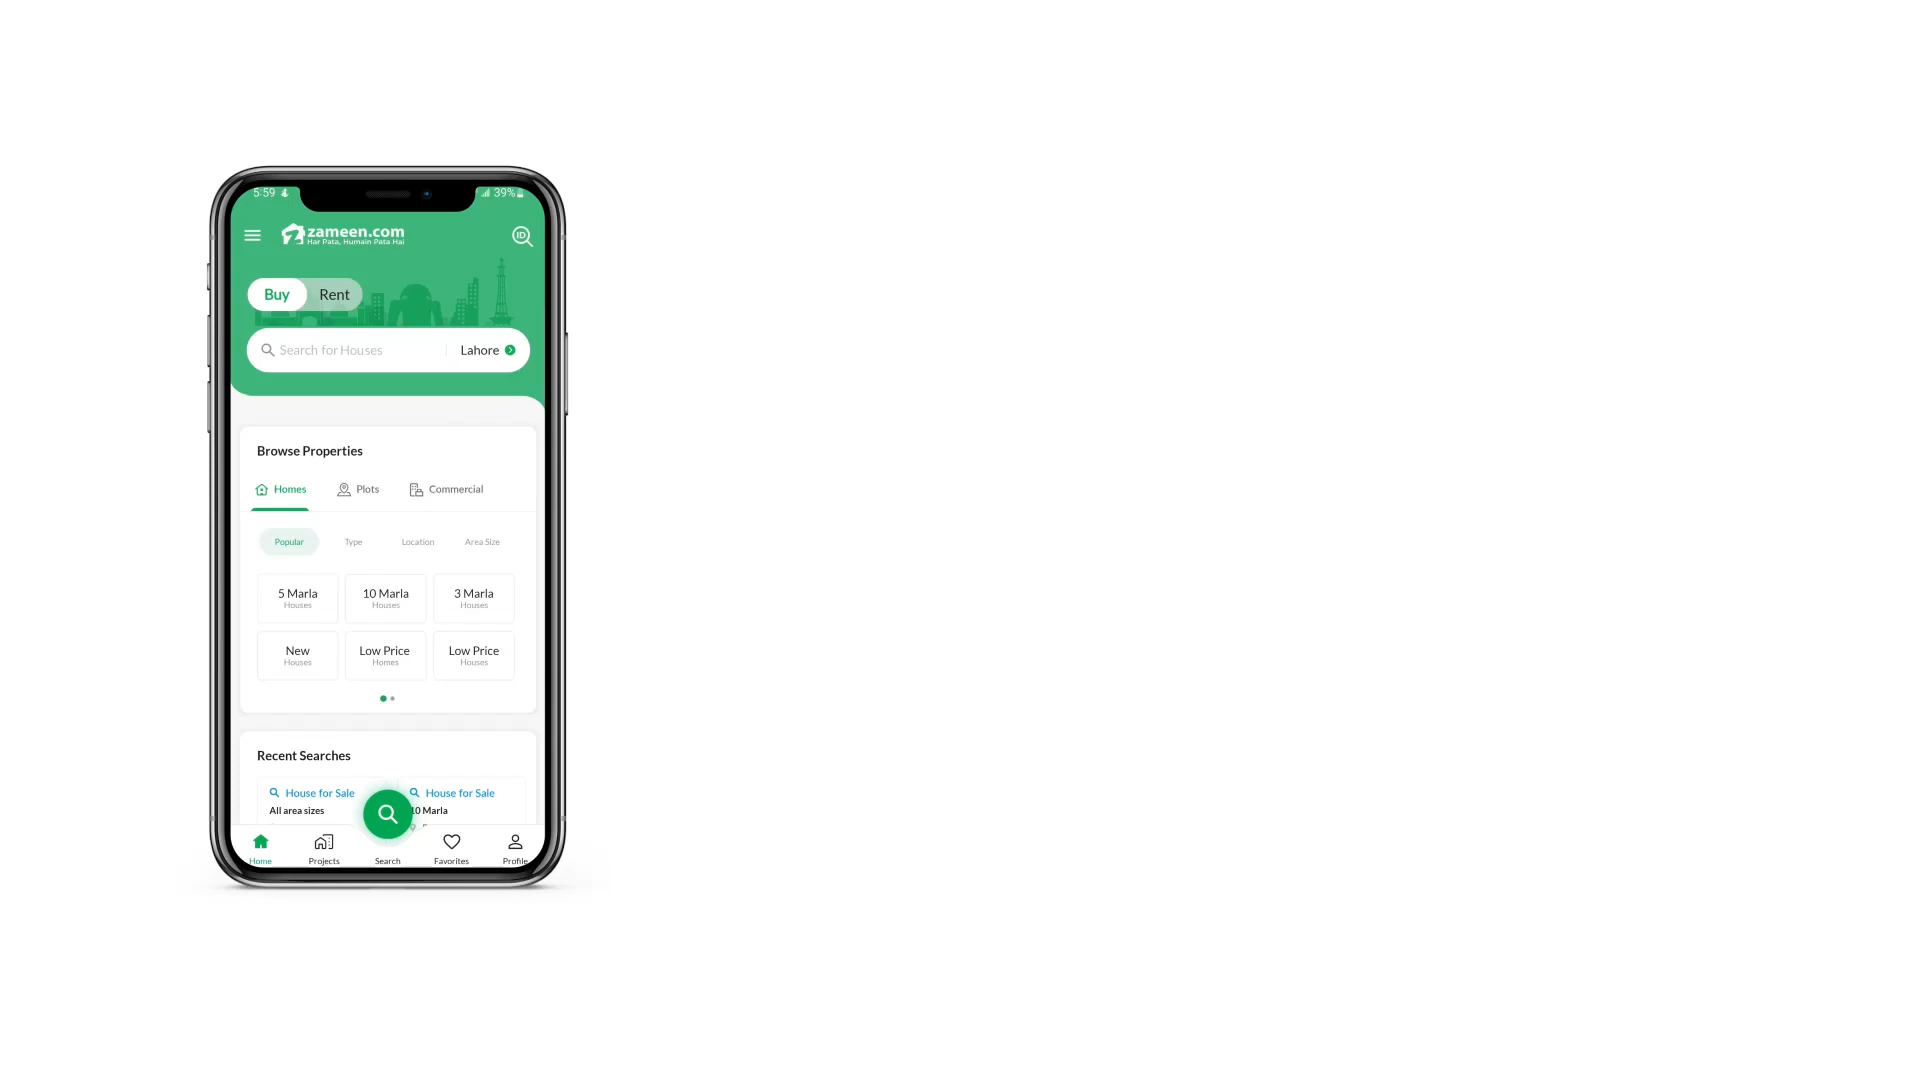 5:59
39%
zameen.com
Har Pata, Humain Pata Hai
ID
Buy Rent
Search for Houses Lahore
Browse Properties
Homes Plots Commercial
Popular Type Location Area Size
5 Marla 10 Marla 3 Marla
Houses Houses Houses
New Low Price Low Price
Houses Homes Houses
Recent Searches
House for Sale House for Sale
All area sizes 10 Marla
Home Projects Search Favorites Profile